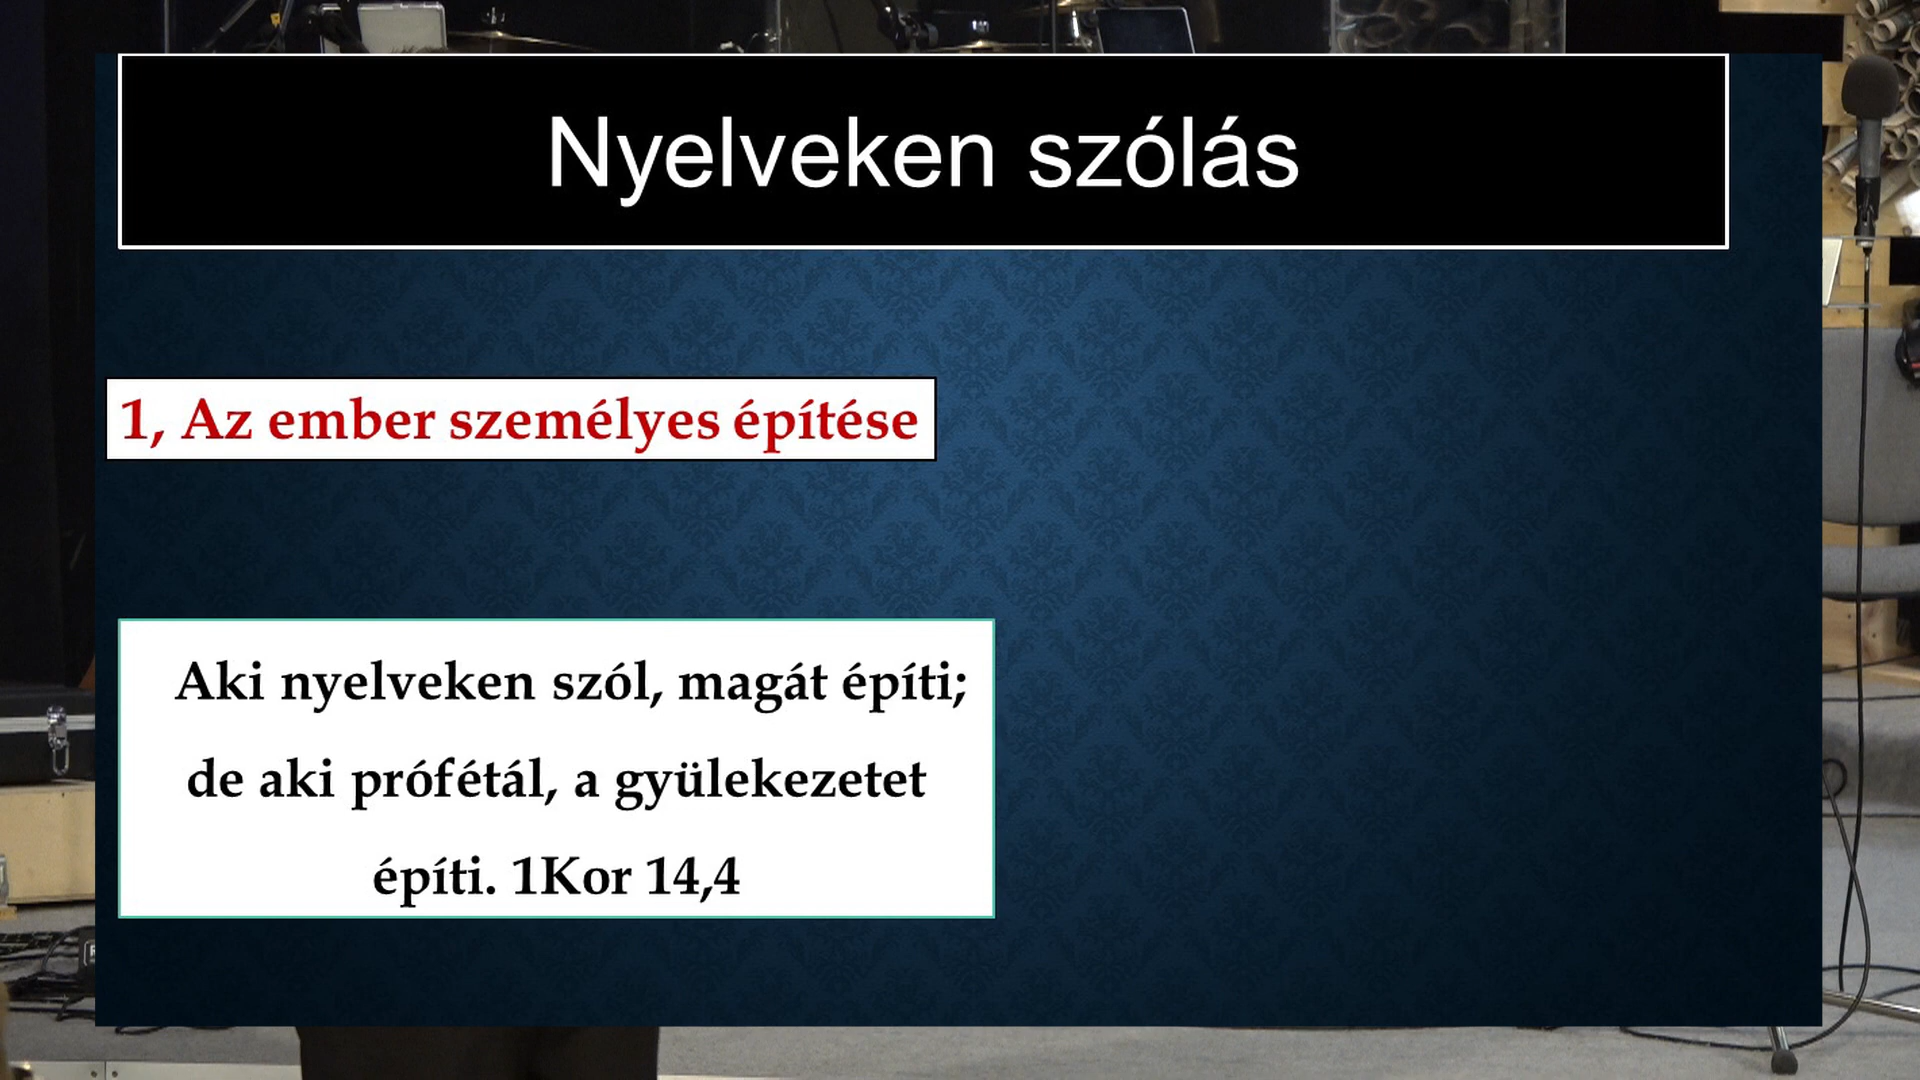 Nyelveken szólás
1, Az ember személyes építése
Aki nyelveken szól, magát építi;
de aki prófétál, a gyülekezetet
építi. 1Kor 14,4